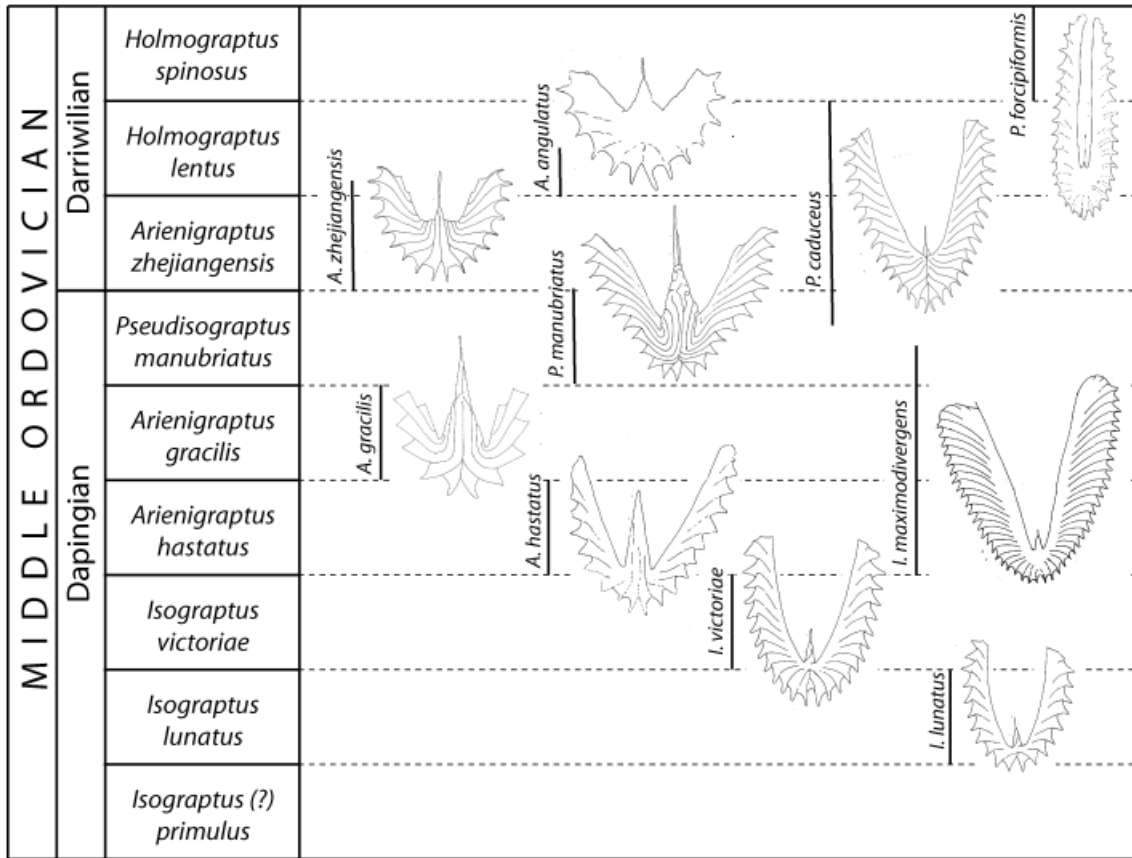 MIDDLE ORDOVICIAN
Darriwilian
Dapingian
Holmograptus
spinosus
Holmograptus
lentus
Arienigraptus
zhejiangensis
Pseudisograptus
manubriatus
Arienigraptus
gracilis
Arienigraptus
hastatus
Isograptus
victoriae
Isograptus
lunatus
Isograptus (?)
primulus
A. zhejiangensis
A. gracilis
A. angulatus
P. manubriatus
A. hastatus
I. victoriae
P. caduceus
I. maximodivergens
I. lunatus
P. forcipiformis